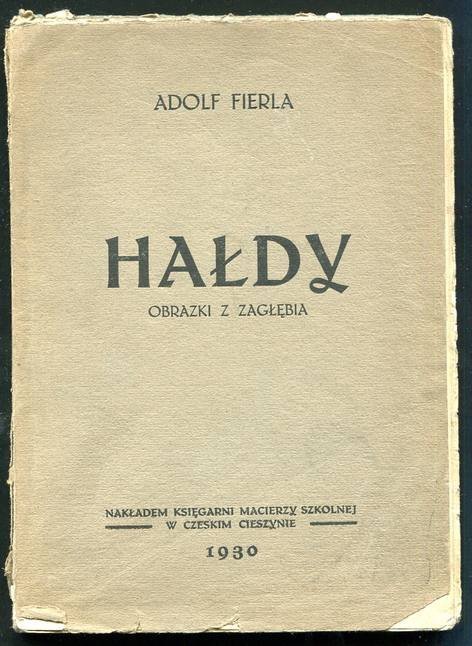 ADOLF FIERLA
HAŁDY
OBRAZKI Z ZAGŁĘBIA
NAKŁADEM KSIĘGARNI MACIERZY SZKOLNEJ
W CZESKIM CIESZYNIE
1930